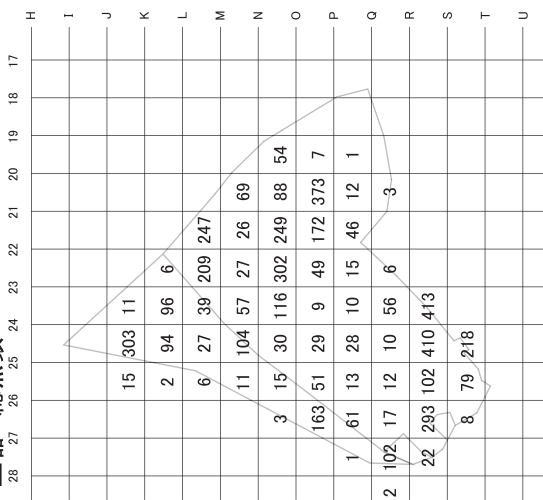 28 27 26 25 24 23 22 21 20 19 18 17
H
I
J
15 303 11
K
2 94 96 6
L
6 27 39 209 247
M
11 104 57 27 26 69
N
3 15 30 116 302 249 88 54
O
163 51 29 9 49 172 373 7
P
1 61 13 28 10 15 46 12 1
Q
2 102 17 12 10 56 6 3
R
22 293 102 410 413
S
8 79 218
T
U